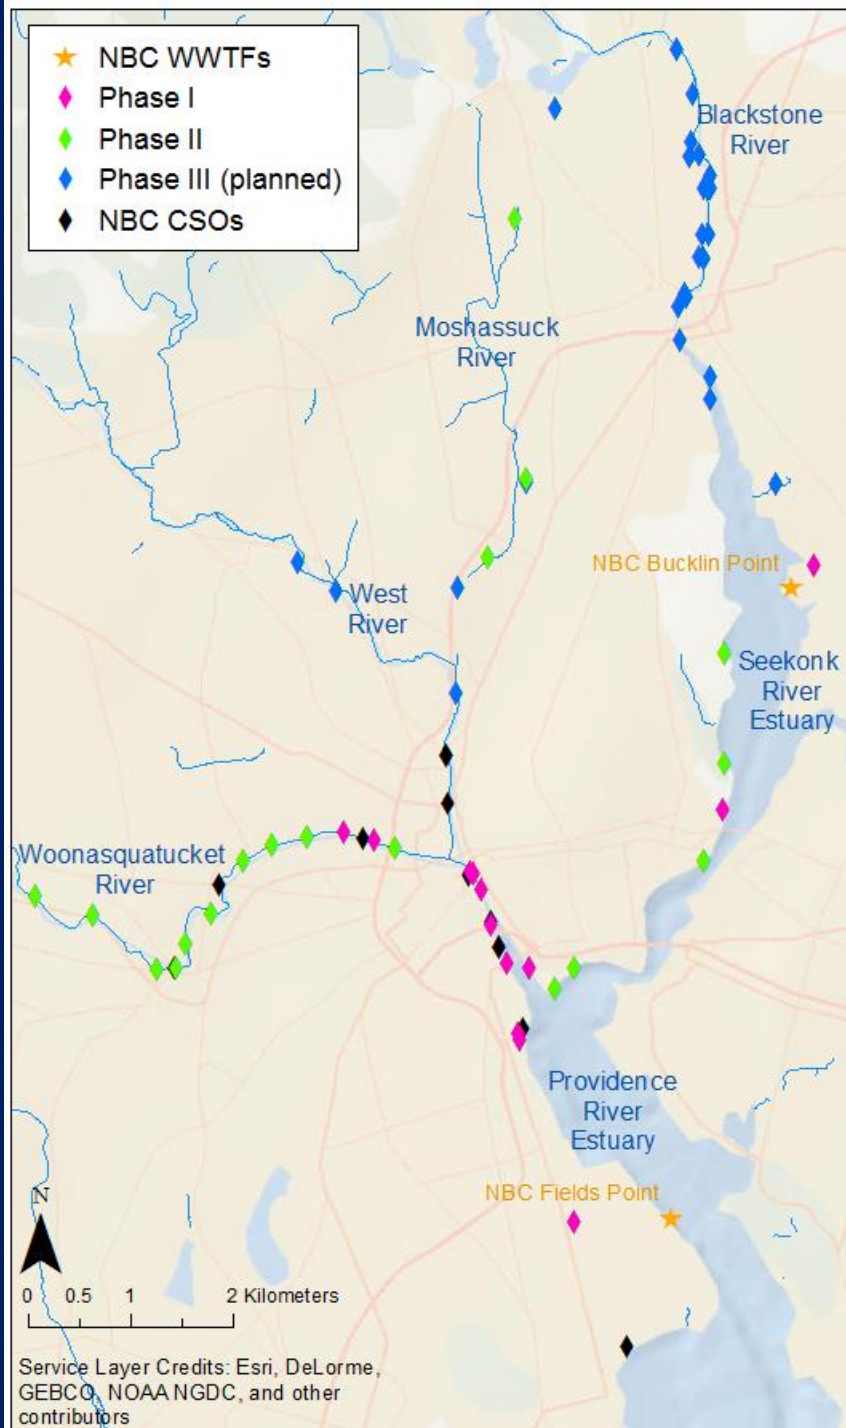 NBC WWTFs
Phase I
Phase II
Phase III (planned)
NBC CSOs
Blackstone
River
Moshassuck
River
NBC Bucklin Point
West
River
Seekonk
River
Estuary
Woonasquatucket
River
Providence
River
Estuary
NBC Fields Point
N
0 0.5 1 2 Kilometers
Service Layer Credits: Esri, DeLorme,
GEBCO, NOAA NGDC, and other
contributors